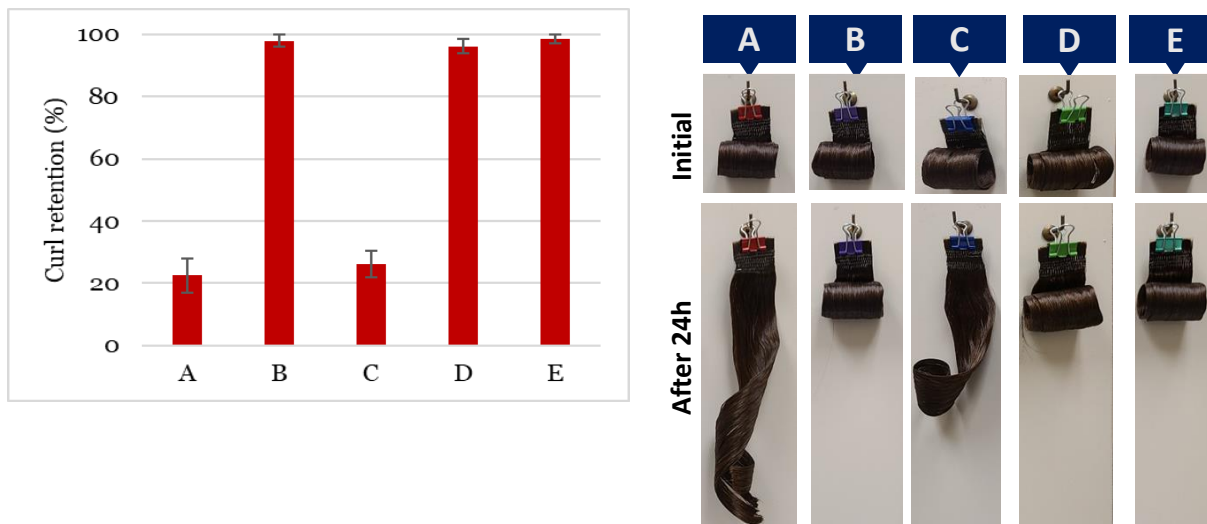 Curl retention (%)
100
80
60
40
20
0
A B C D E
A B C D E
Initial
After 24h